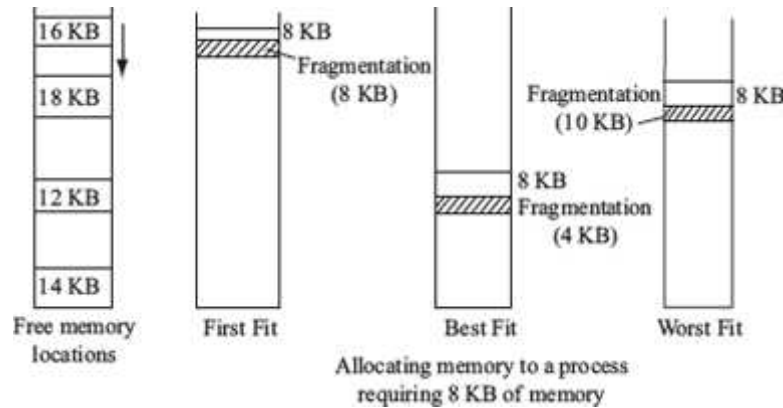 16 KB
18 KB
12 KB
14 KB
Free memory
locations
8 KB
Fragmentation
(8 KB)
First Fit
8 KB
Fragmentation
(4 KB)
Best Fit
Fragmentation
(10 KB)
8 KB
Worst Fit
Allocating memory to a process
requiring 8 KB of memory